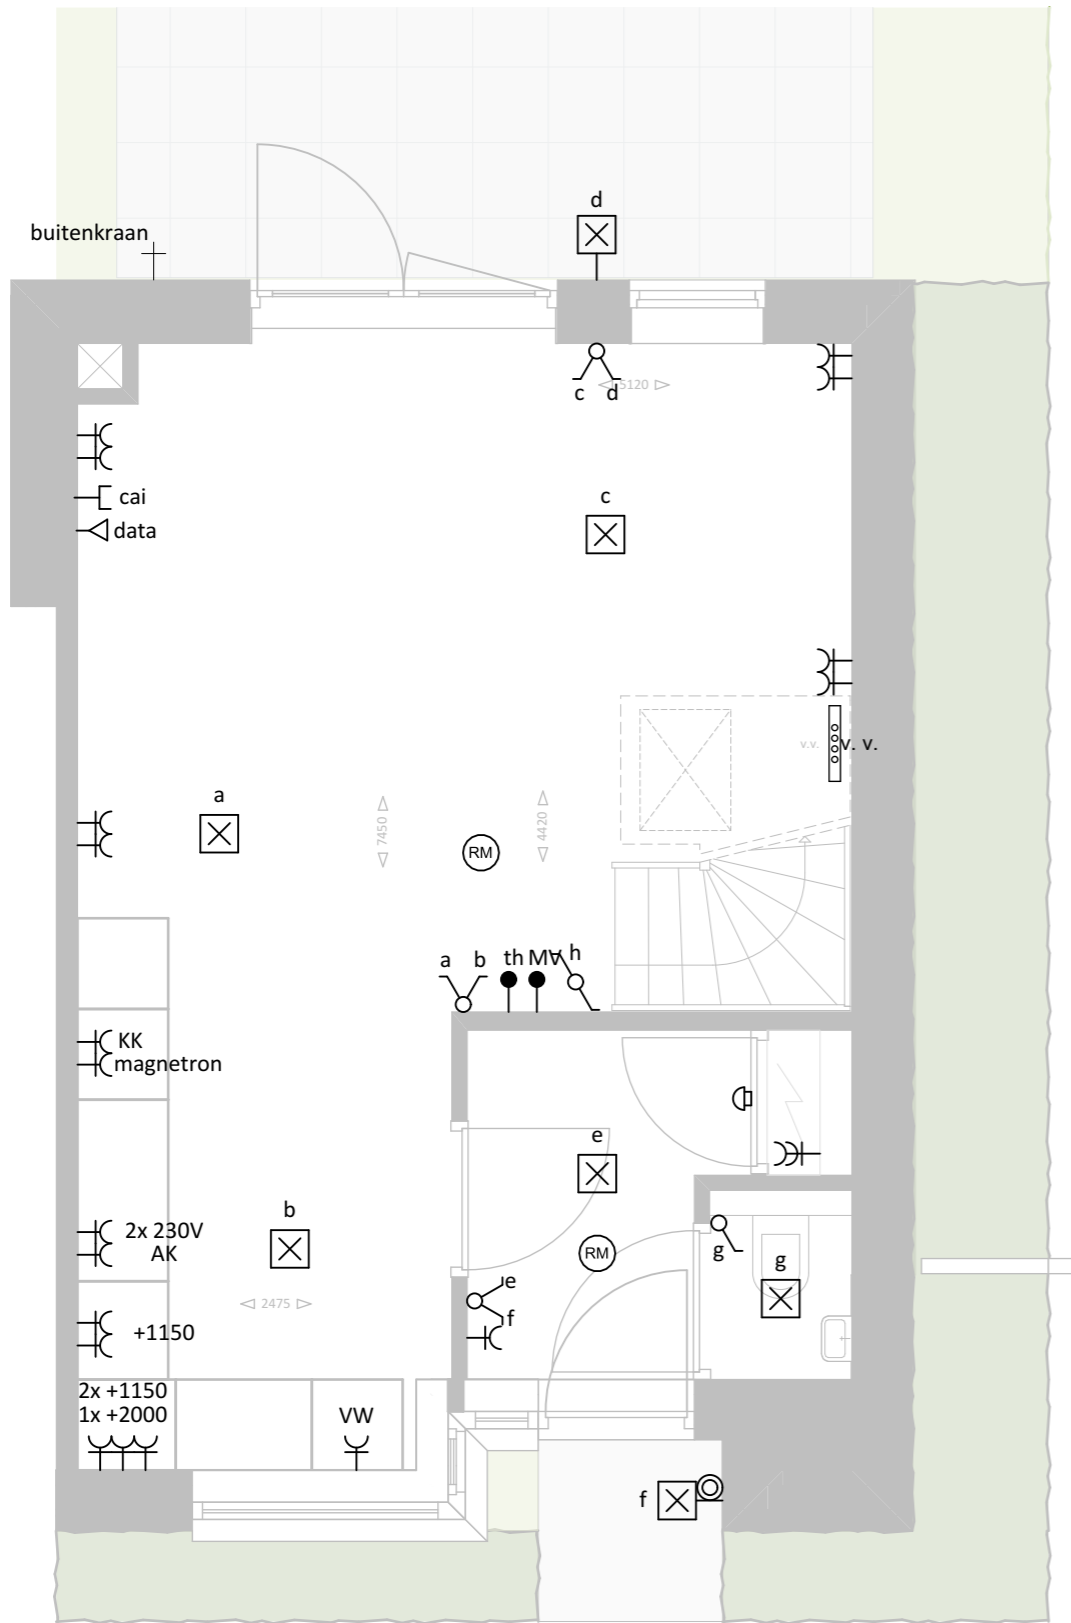 d
buitenkraan
5120
c d
cai
data
c
v.v.
v. v.
a
7450
4420
RM
a b th MV h
KK
magnetron
e
b
2x 230V
AK
RM
g
g
2475
e
f
+1150
2x +1150
1x +2000
VW
f